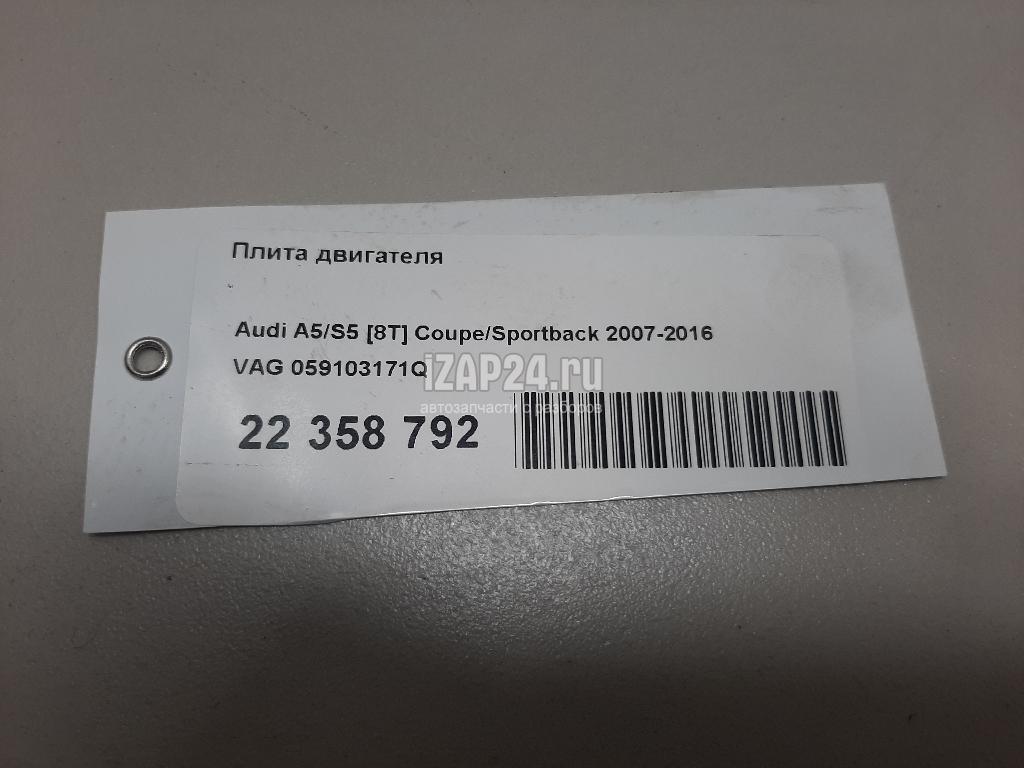 Плита двигателя
Audi A5/S5 [8T] Coupe/Sportback 2007-2016
VAG 059103171Q
iZAP24.ru
автозапчасти с разборов
22 358 792